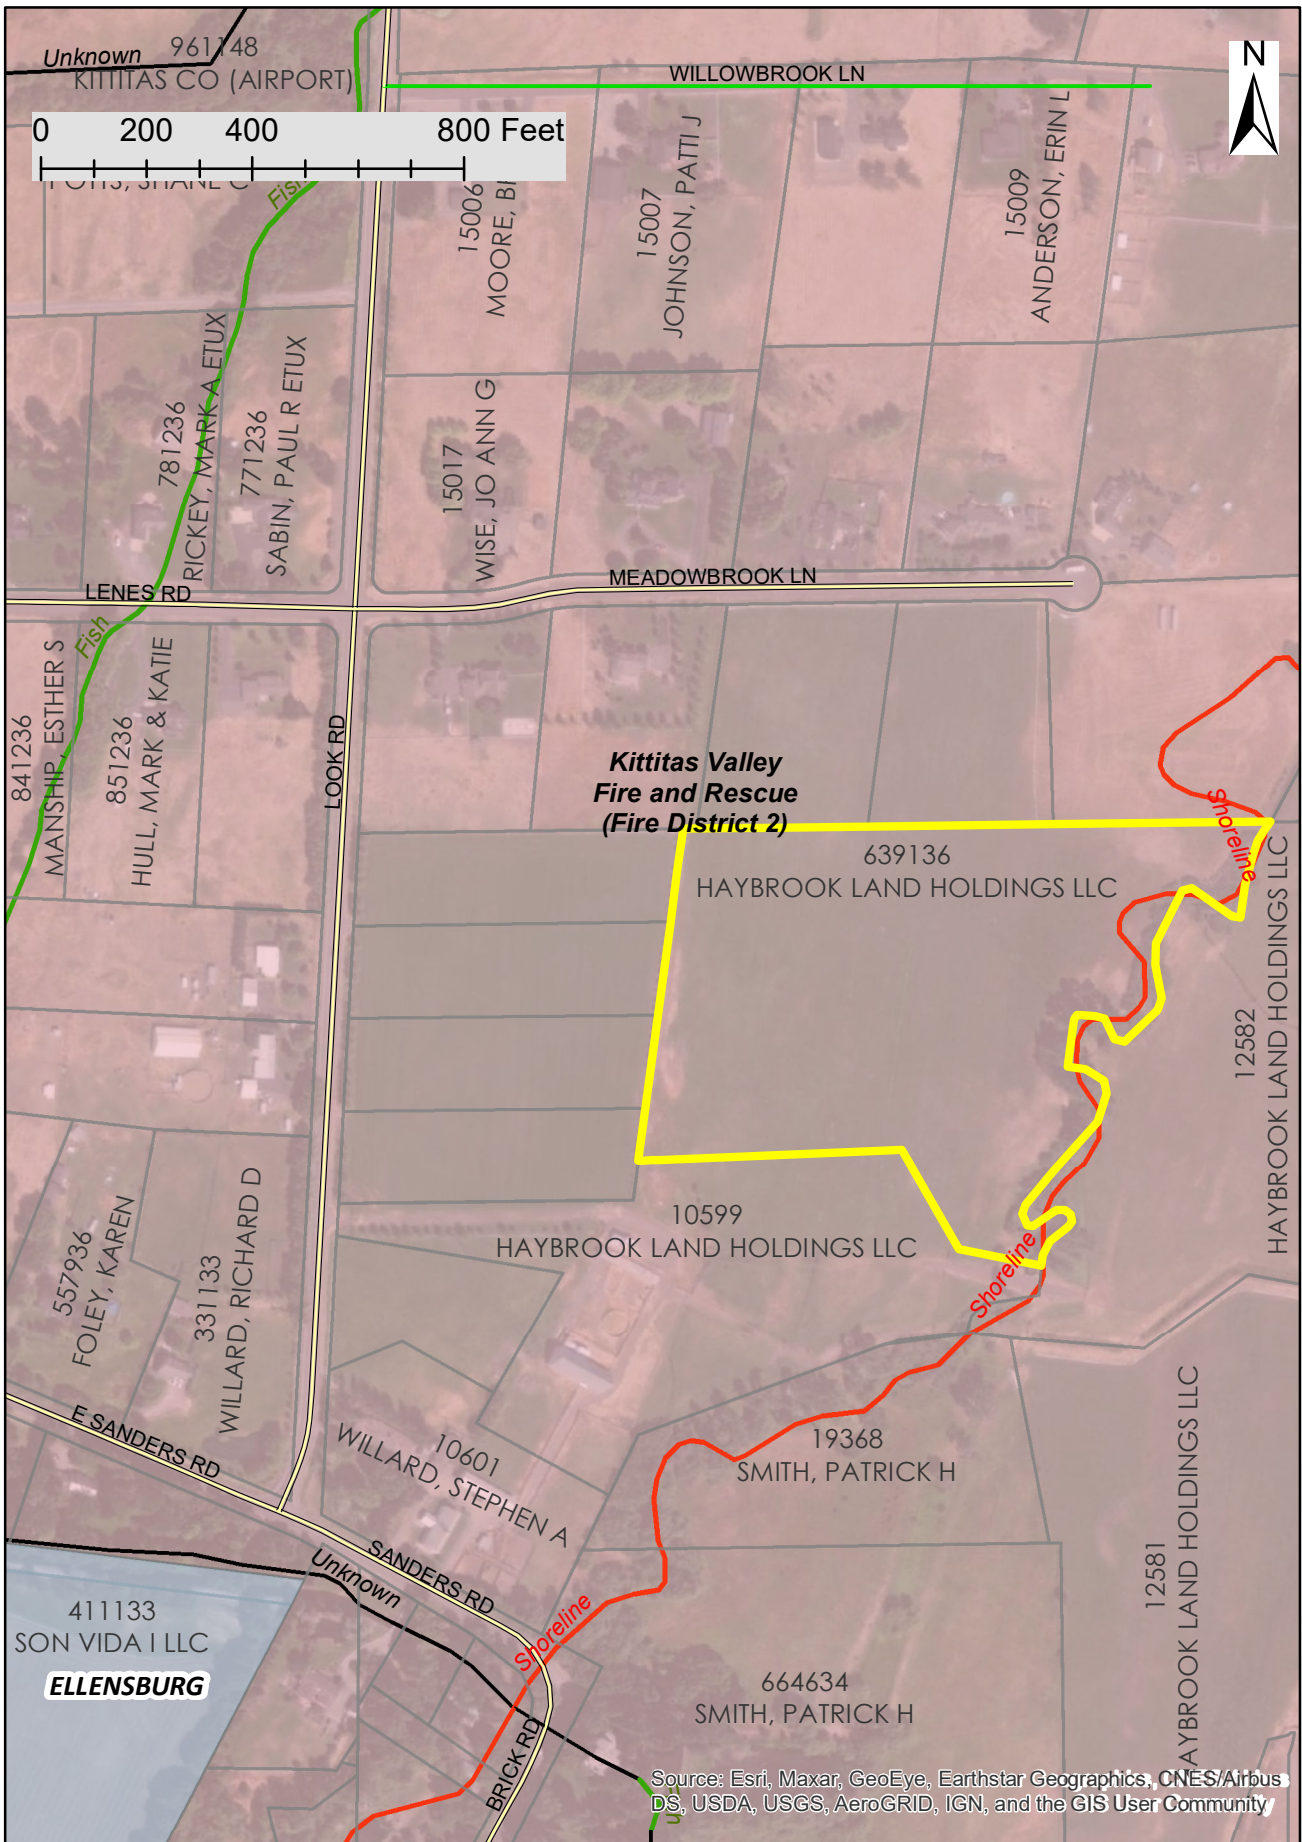 Unknown
961148
KITTITAS CO (AIRPORT)
WILLOWBROOK LN
N
0 200 400 800 Feet
Fish
15006
MOORE,
15007
JOHNSON, PATTI J
15009
ANDERSON, ERIN L
781236
RICKEY, MARK A ETUX
771236
SABIN, PAUL R ETUX
15017
WISE, JO ANN G
LENES RD
MEADOWBROOK LN
Fish
841236
MANSHIP, ESTHER S
851236
HULL, MARK & KATIE
LOOK RD
Kittitas Valley
Fire and Rescue
(Fire District 2)
Shoreline
639136
HAYBROOK LAND HOLDINGS LLC
12582
HAYBROOK LAND HOLDINGS LLC
557936
FOLEY, KAREN
331133
WILLARD, RICHARD D
10599
HAYBROOK LAND HOLDINGS LLC
Shoreline
E SANDERS RD
10601
WILLARD, STEPHEN A
19368
SMITH, PATRICK H
12581
HAYBROOK LAND HOLDINGS LLC
Unknown
SANDERS RD
411133
SON VIDA I LLC
ELLENSBURG
Shoreline
664634
SMITH, PATRICK H
BRICK RD
Source: Esri, Maxar, GeoEye, Earthstar Geographics, CNES/Airbus
DS, USDA, USGS, AeroGRID, IGN, and the GIS User Community